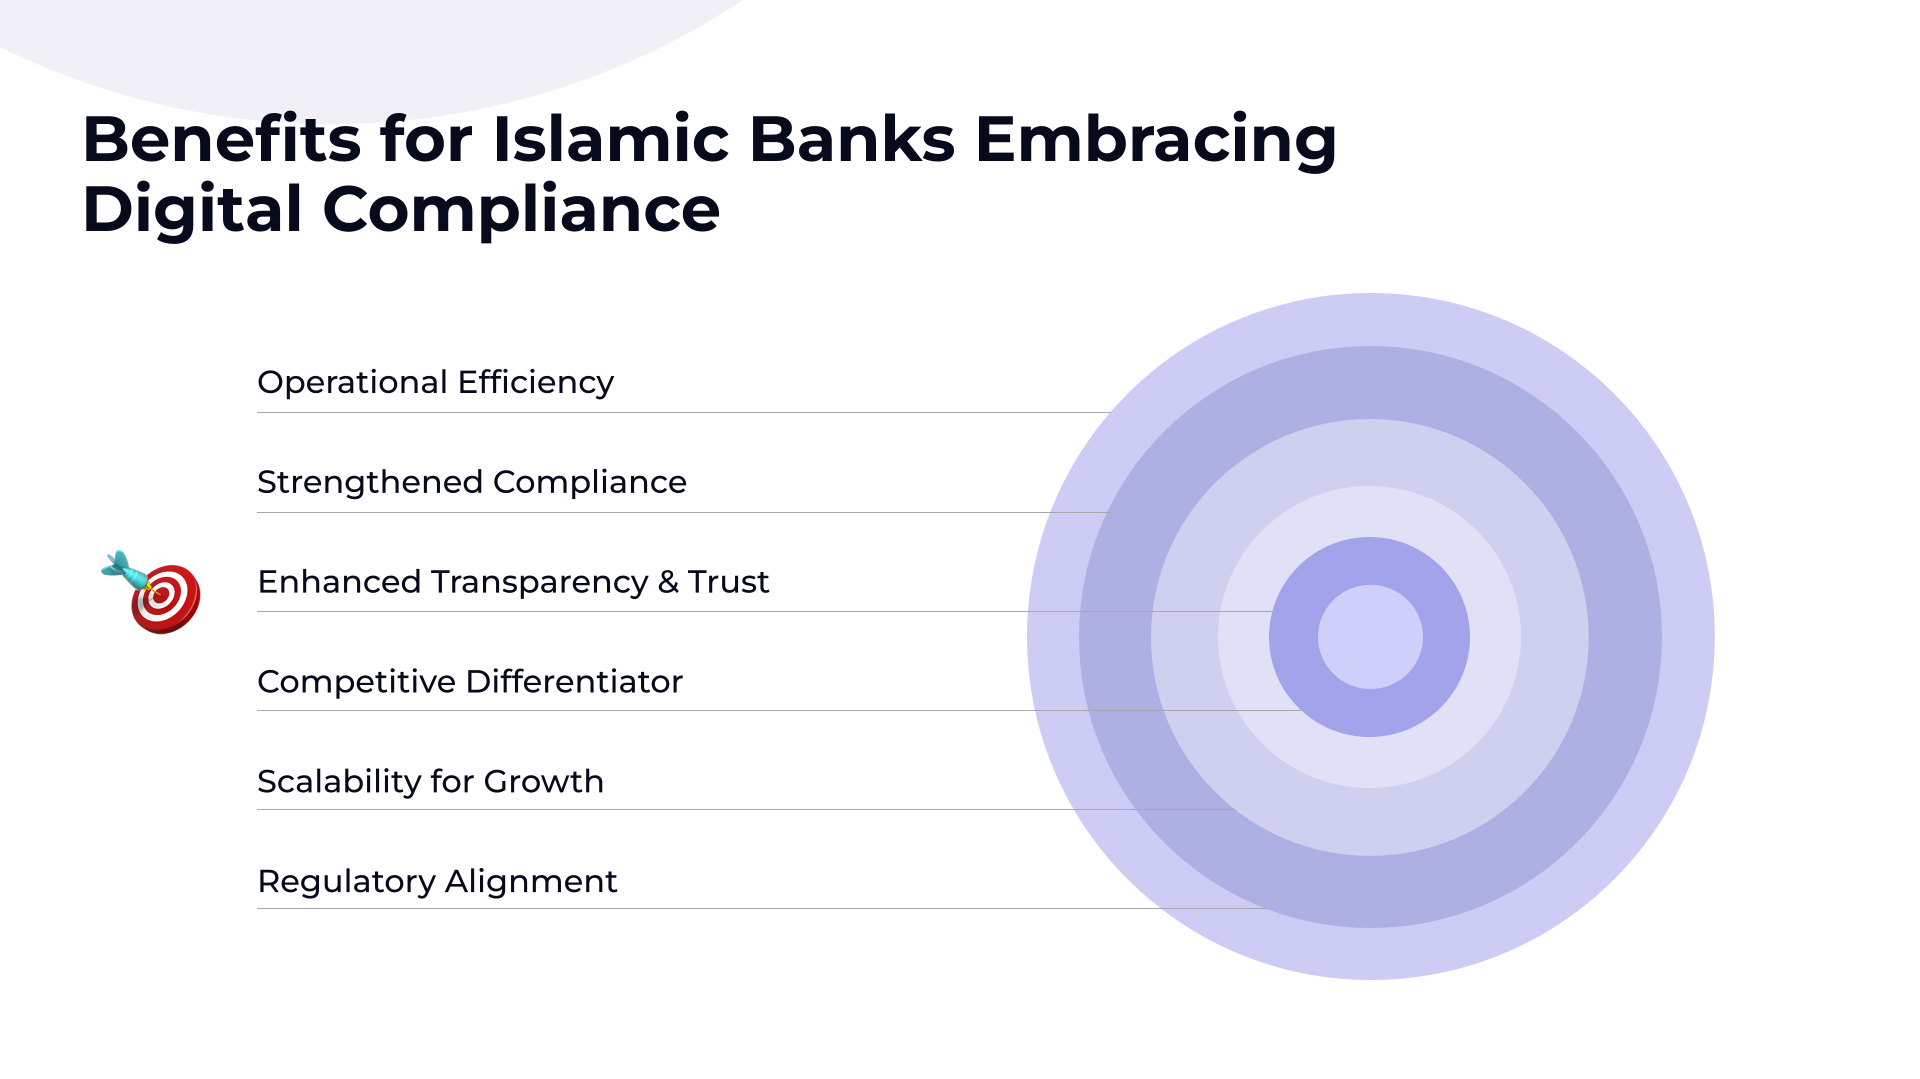 Benefits for Islamic Banks Embracing
Digital Compliance
Operational Efficiency
Strengthened Compliance
Enhanced Transparency & Trust
Competitive Differentiator
Scalability for Growth
Regulatory Alignment